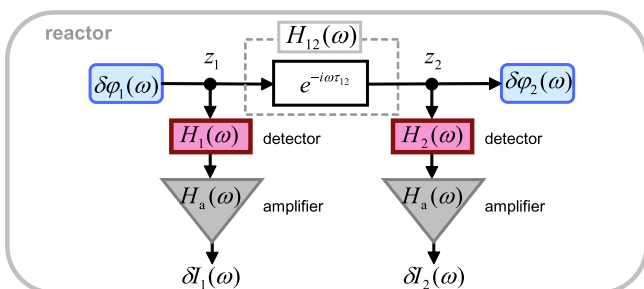 reactor
H₁₂(ω)
z₁
z₂
δφ₁(ω)
e^{-iωτ₁₂}
δφ₂(ω)
H₁(ω)
detector
H₂(ω)
detector
Hₐ(ω)
amplifier
Hₐ(ω)
amplifier
δI₁(ω)
δI₂(ω)